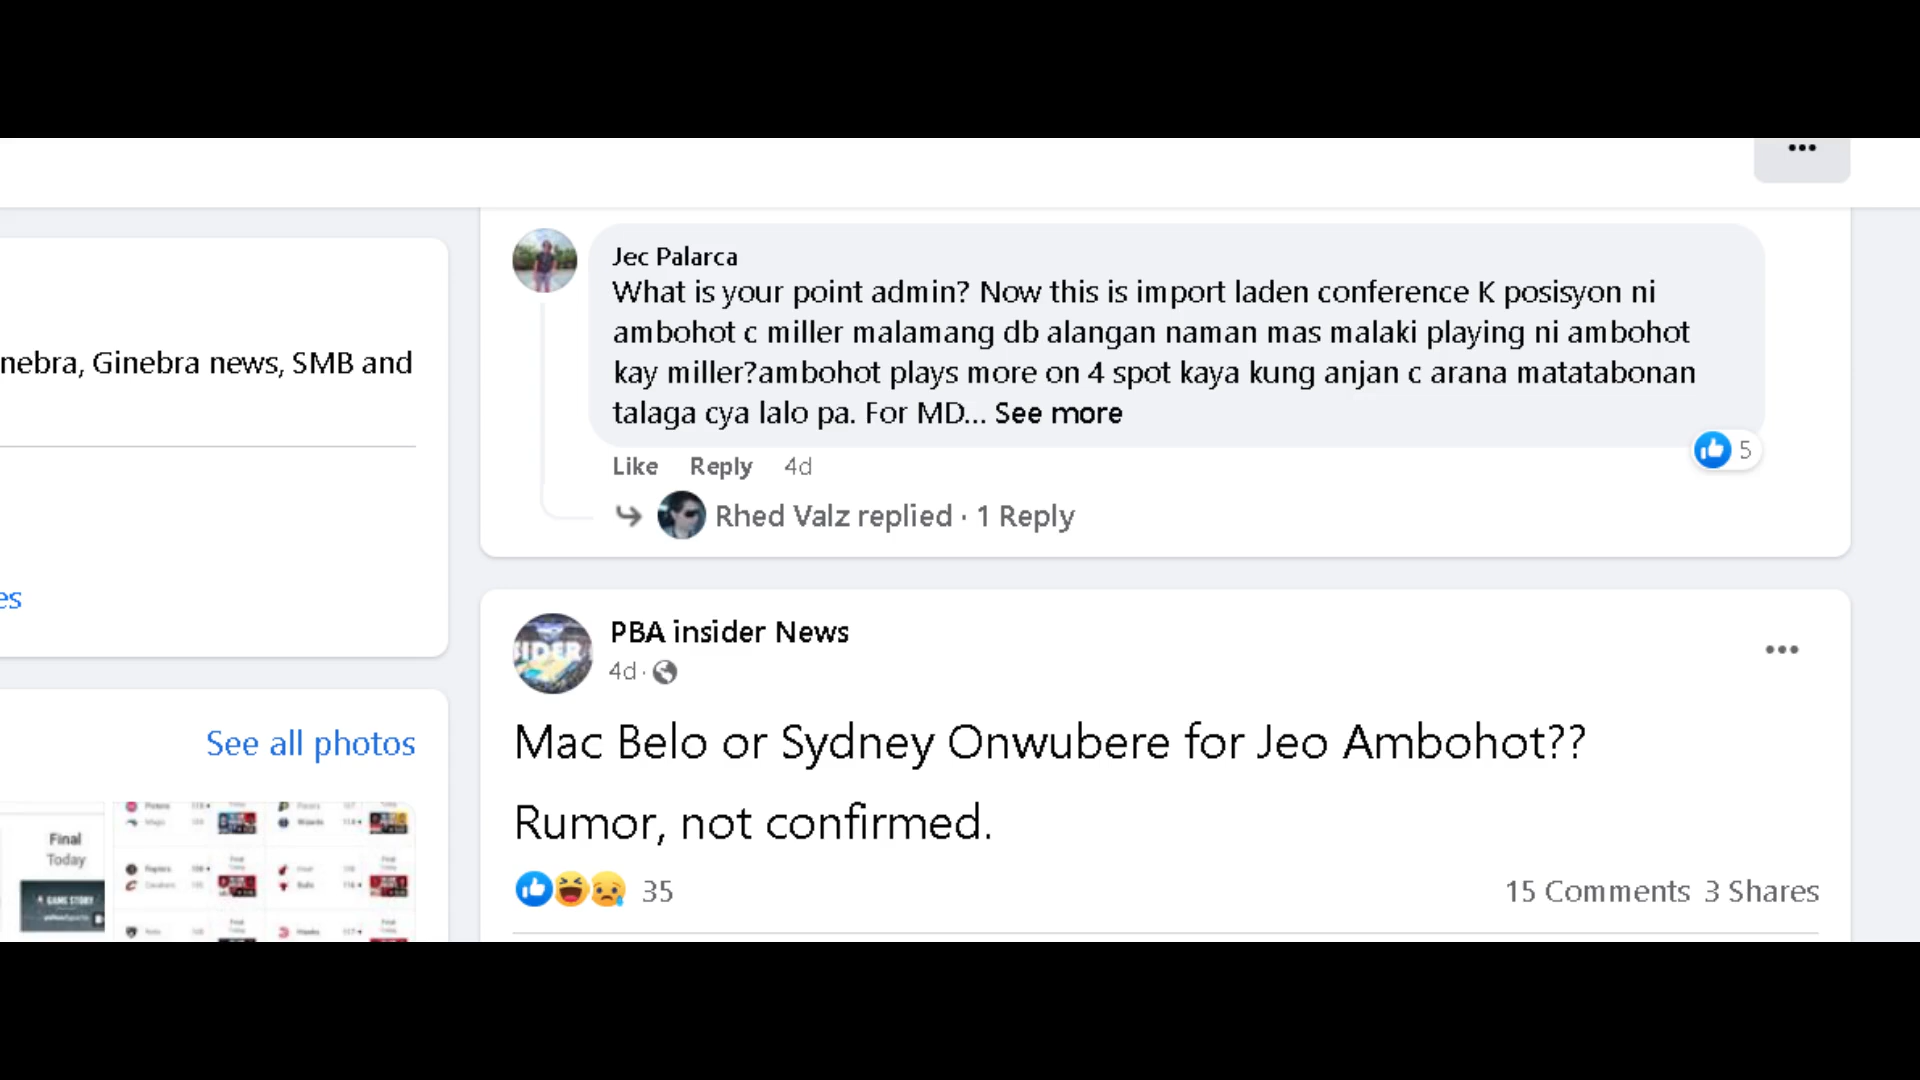 nebra, Ginebra news, SMB and
es
See all photos
Final
Today
GAME STORY
Jec Palarca
What is your point admin? Now this is import laden conference K posisyon ni
ambohot c miller malamang db alangan naman mas malaki playing ni ambohot
kay miller?ambohot plays more on 4 spot kaya kung anjan c arana matatabonan
talaga cya lalo pa. For MD... See more
5
Like Reply 4d
Rhed Valz replied · 1 Reply
PBA insider News
4d ·
Mac Belo or Sydney Onwubere for Jeo Ambohot??
Rumor, not confirmed.
35
15 Comments 3 Shares